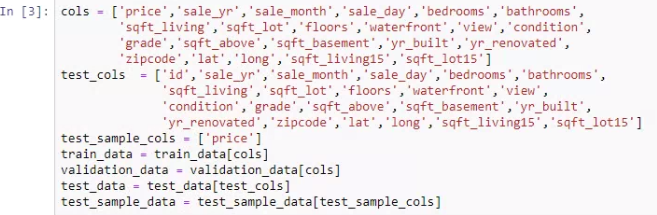 In [3]: cols = ['price','sale_yr','sale_month','sale_day','bedrooms','bathrooms',
'sqft_living','sqft_lot','floors','waterfront','view','condition',
'grade','sqft_above','sqft_basement','yr_built','yr_renovated',
'zipcode','lat','long','sqft_living15','sqft_lot15']
test_cols  = ['id','sale_yr','sale_month','sale_day','bedrooms','bathrooms',
'sqft_living','sqft_lot','floors','waterfront','view',
'condition','grade','sqft_above','sqft_basement','yr_built',
'yr_renovated','zipcode','lat','long','sqft_living15','sqft_lot15']
test_sample_cols = ['price']
train_data = train_data[cols]
validation_data = validation_data[cols]
test_data = test_data[test_cols]
test_sample_data = test_sample_data[test_sample_cols]